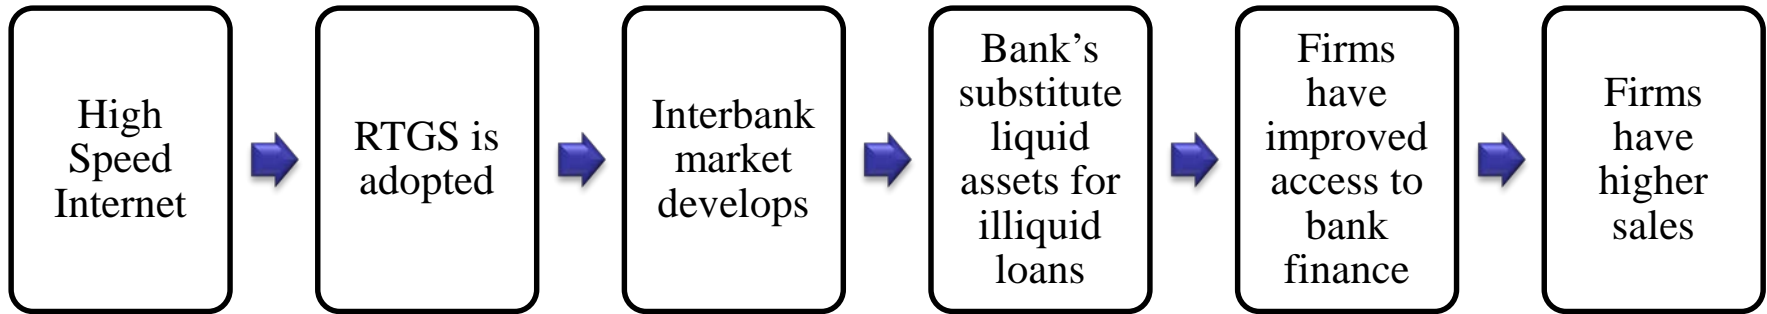 High
Speed
Internet
RTGS is
adopted
Interbank
market
develops
Bank’s
substitute
liquid
assets for
illiquid
loans
Firms
have
improved
access to
bank
finance
Firms
have
higher
sales